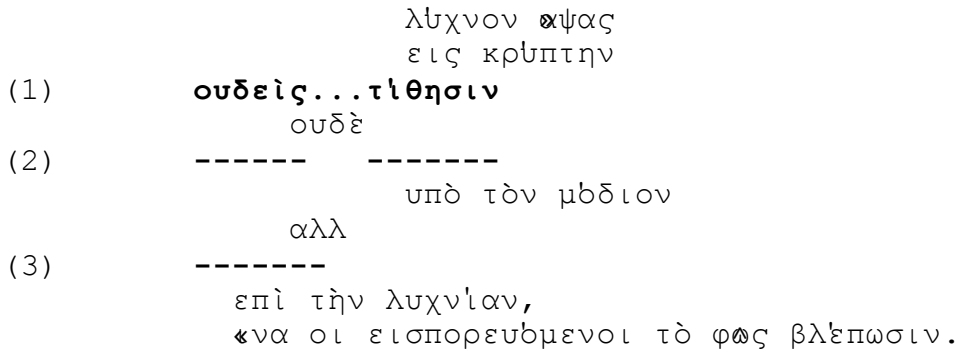 λύχνον ἅψας
εις κρύπτην
(1) ουδεὶς...τίθησιν
ουδὲ
(2) ------ -------
υπὸ τὸν μόδιον
αλλ
(3) -------
επὶ τὴν λυχνίαν,
ἵνα οι εισπορευόμενοι τὸ φῶς βλέπωσιν.